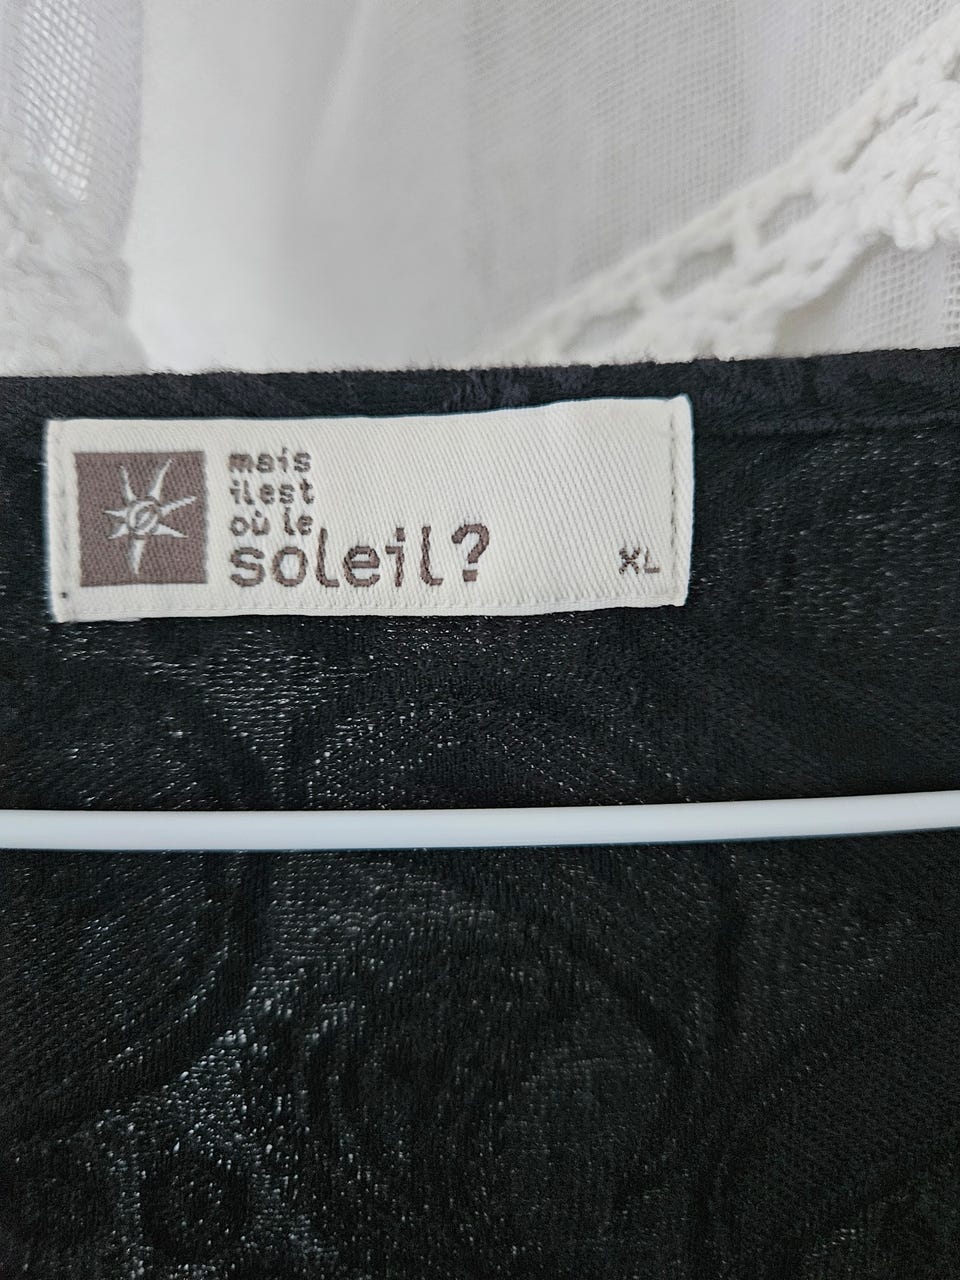 mais
il est
où le
soleil?
XL